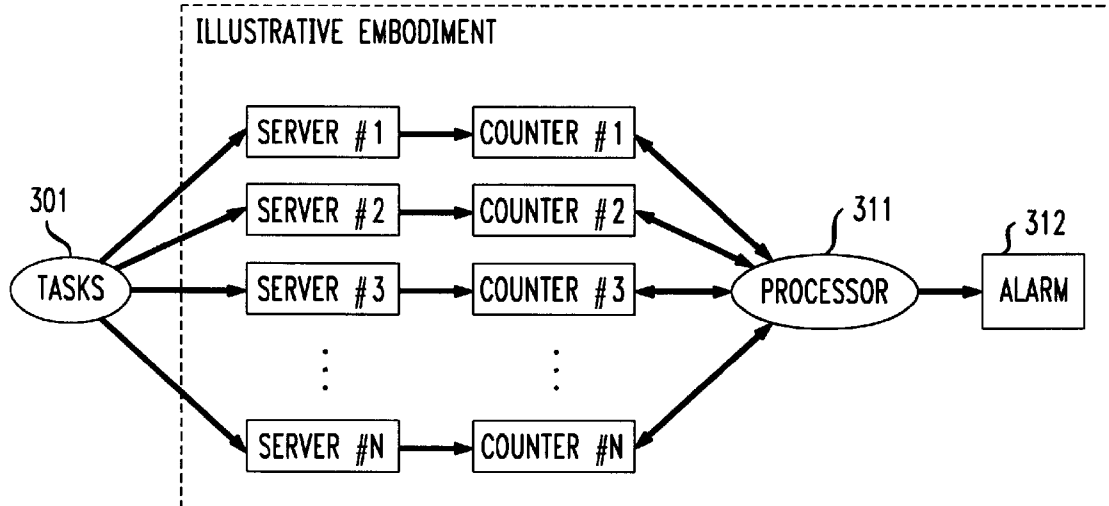 ILLUSTRATIVE EMBODIMENT
SERVER #1
COUNTER #1
301
SERVER #2
COUNTER #2
311
312
TASKS
SERVER #3
COUNTER #3
PROCESSOR
ALARM
SERVER #N
COUNTER #N